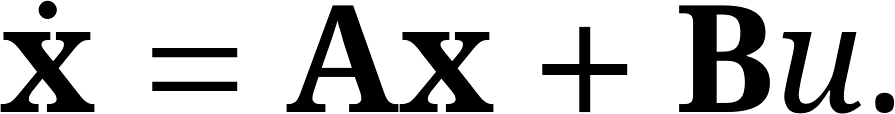 ẋ = Ax + Bu.